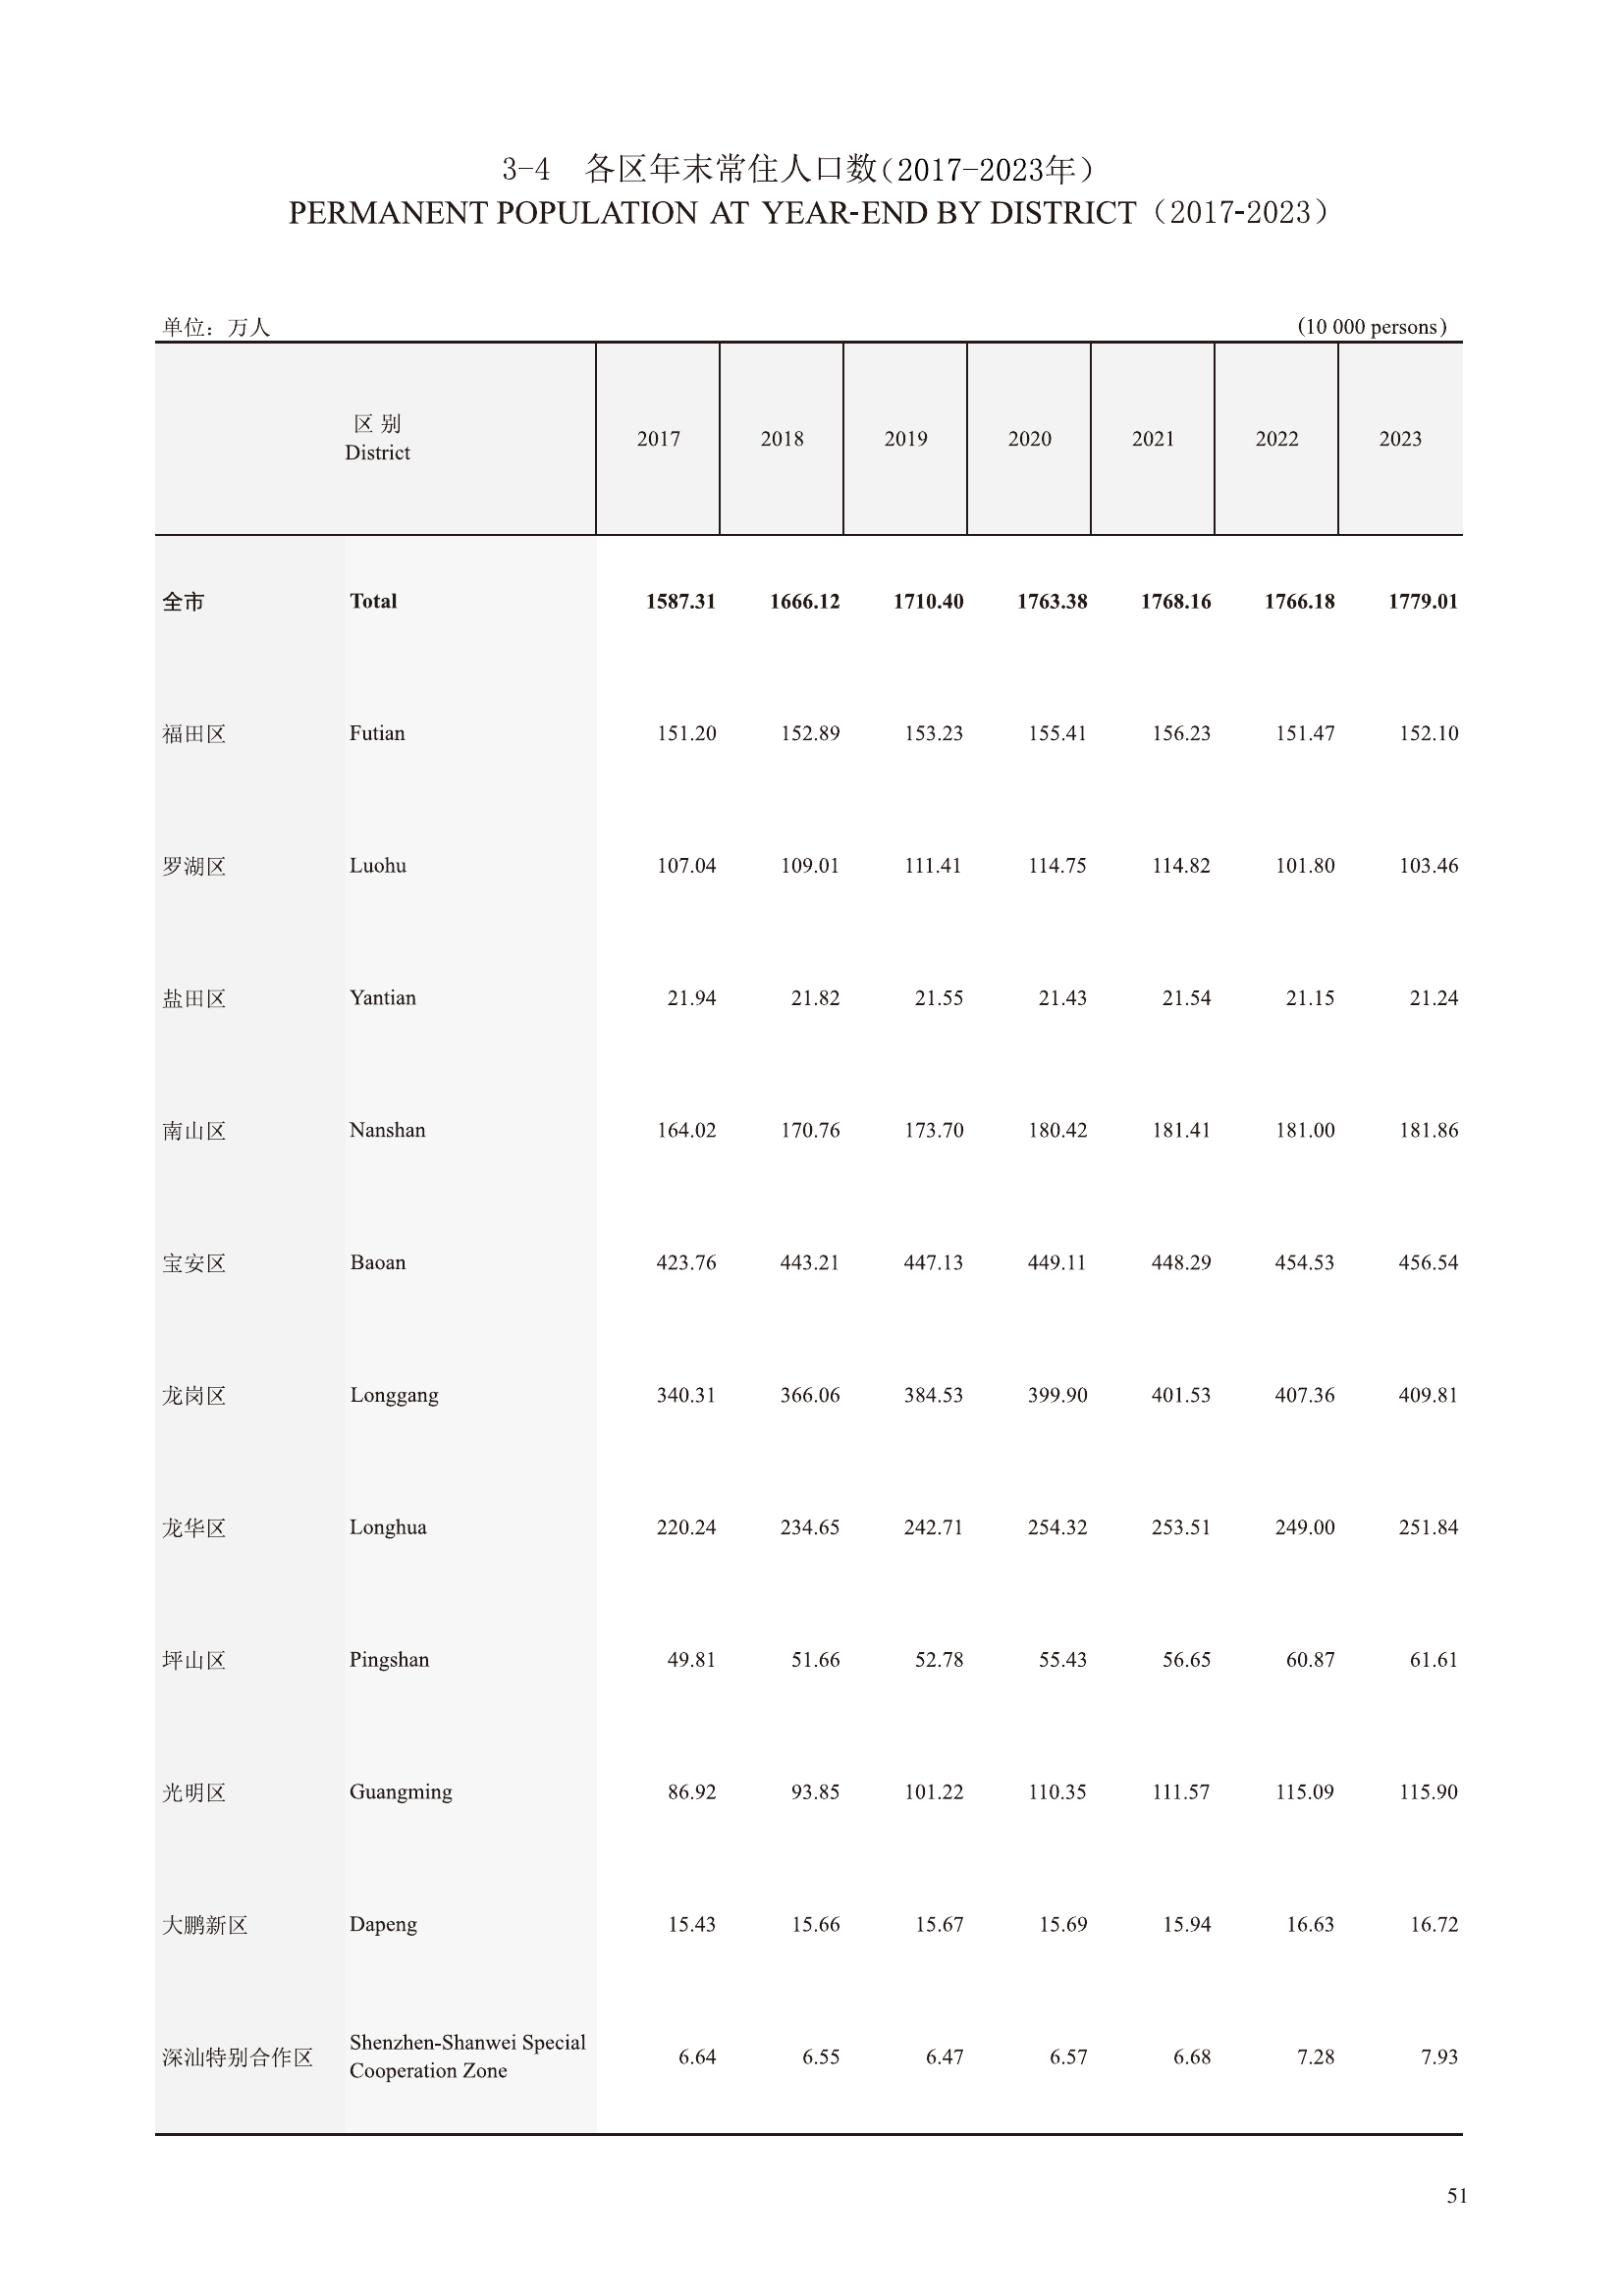 3-4 各区年末常住人口数(2017-2023年)
PERMANENT POPULATION AT YEAR-END BY DISTRICT（2017-2023）
单位：万人 (10 000 persons)
区 别
District 2017 2018 2019 2020 2021 2022 2023
全市 Total 1587.31 1666.12 1710.40 1763.38 1768.16 1766.18 1779.01
福田区 Futian 151.20 152.89 153.23 155.41 156.23 151.47 152.10
罗湖区 Luohu 107.04 109.01 111.41 114.75 114.82 101.80 103.46
盐田区 Yantian 21.94 21.82 21.55 21.43 21.54 21.15 21.24
南山区 Nanshan 164.02 170.76 173.70 180.42 181.41 181.00 181.86
宝安区 Baoan 423.76 443.21 447.13 449.11 448.29 454.53 456.54
龙岗区 Longgang 340.31 366.06 384.53 399.90 401.53 407.36 409.81
龙华区 Longhua 220.24 234.65 242.71 254.32 253.51 249.00 251.84
坪山区 Pingshan 49.81 51.66 52.78 55.43 56.65 60.87 61.61
光明区 Guangming 86.92 93.85 101.22 110.35 111.57 115.09 115.90
大鹏新区 Dapeng 15.43 15.66 15.67 15.69 15.94 16.63 16.72
深汕特别合作区 Shenzhen-Shanwei Special
Cooperation Zone 6.64 6.55 6.47 6.57 6.68 7.28 7.93
51